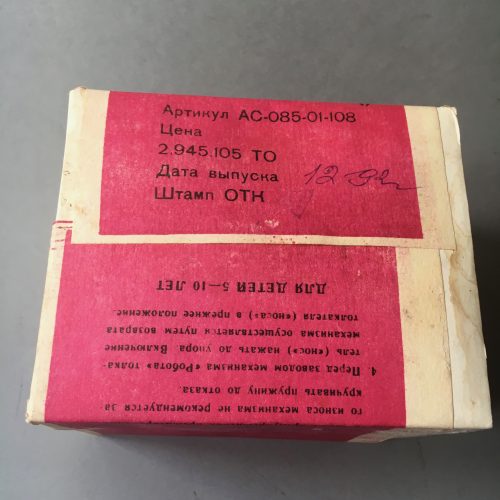 Артикул АС-085-01-108
Цена
2.945.105 ТО
Дата выпуска
Штамп ОТК
го износа механизма не рекомендуется за-
кручивать пружину до отказа.
4. Перед заводом механизма «Робота» толка-
тель («нос») нажать до упора. Включение
механизма осуществляется путем возврата
толкателя («носа») в прежнее положение.
ДЛЯ ДЕТЕЙ 5—10 ЛЕТ